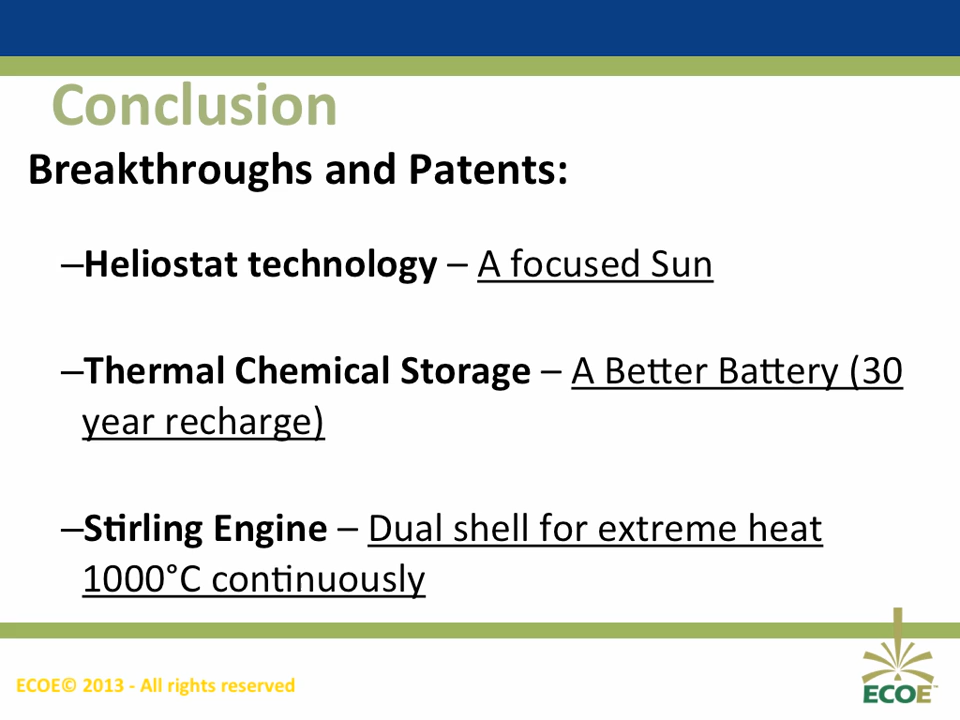 Conclusion
Breakthroughs and Patents:
–Heliostat technology – A focused Sun
–Thermal Chemical Storage – A Better Battery (30
year recharge)
–Stirling Engine – Dual shell for extreme heat
1000°C continuously
ECOE© 2013 - All rights reserved
ECOE™